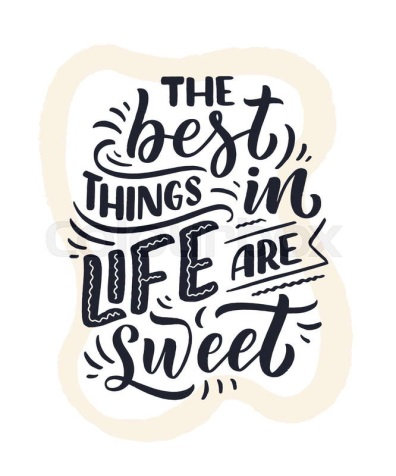 THE
best
THINGS in
LIFE ARE
Sweet